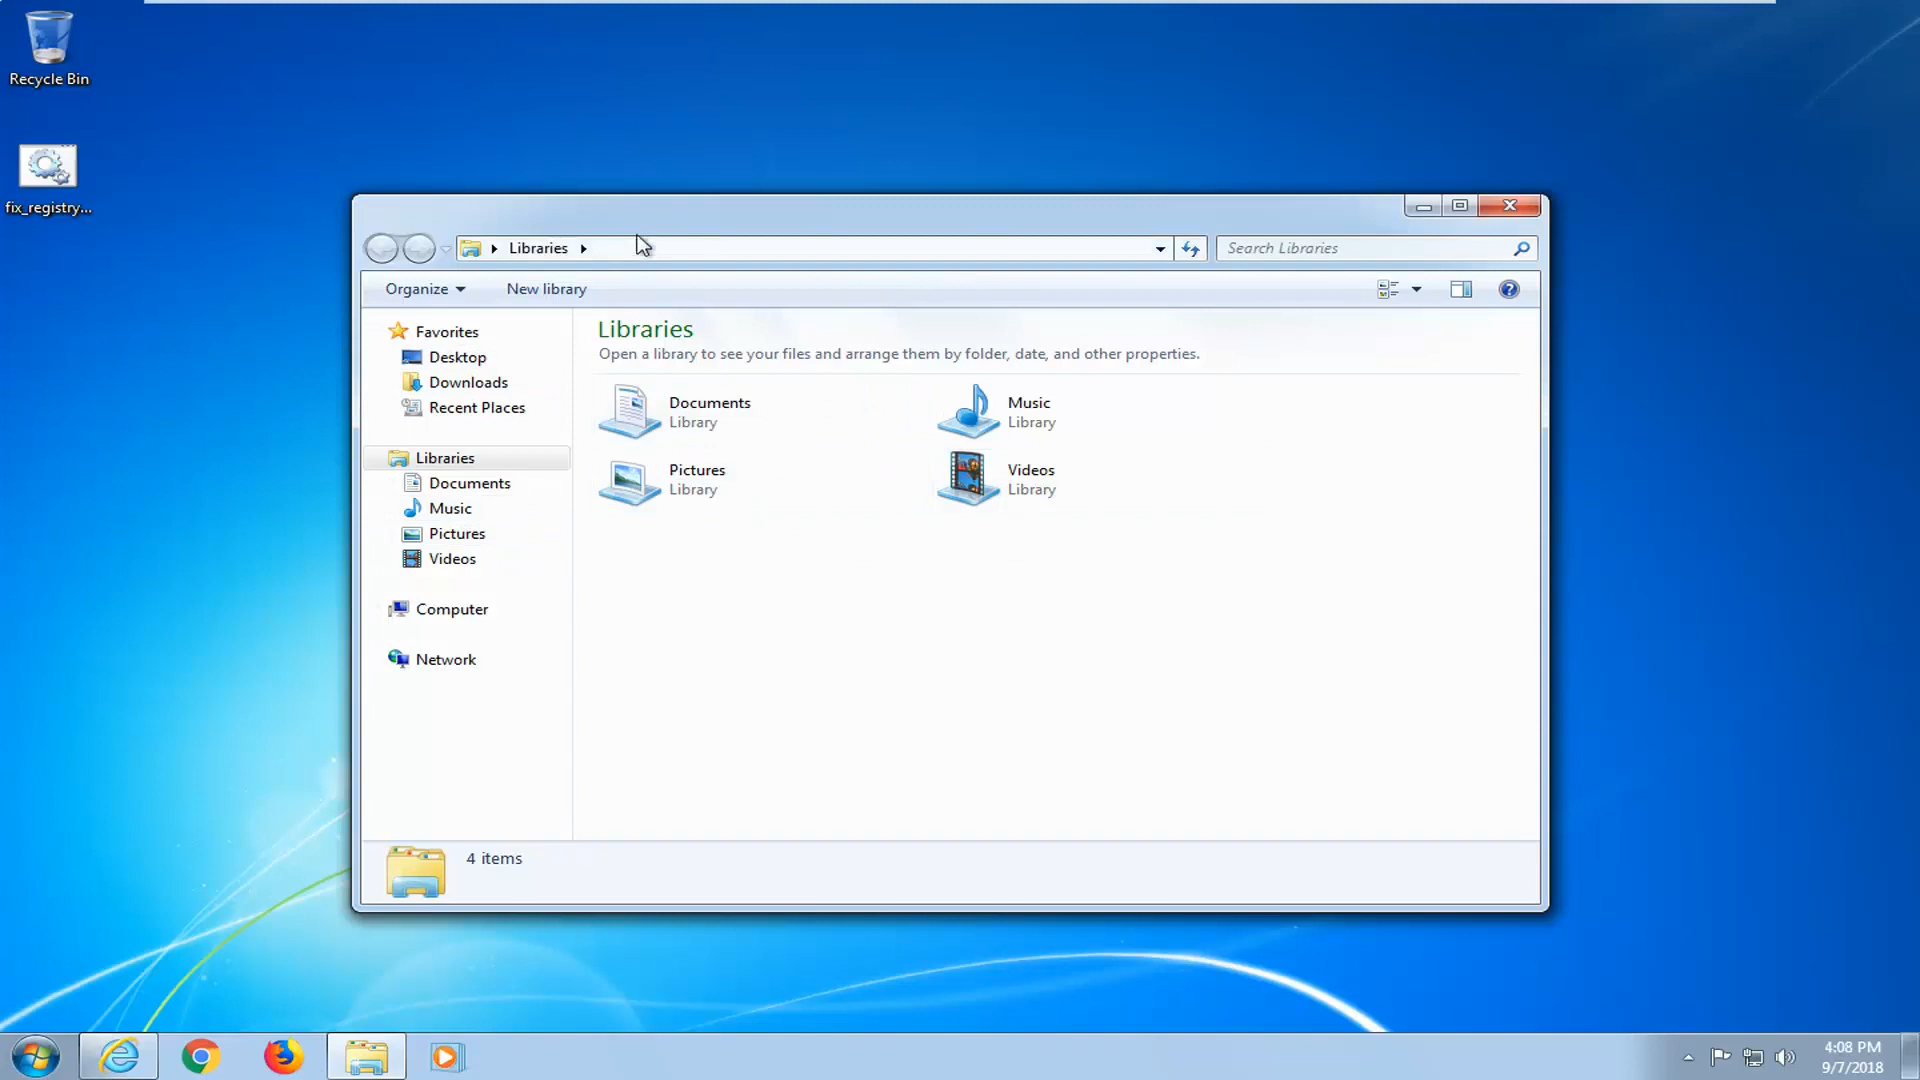 Recycle Bin
fix_registry...
Libraries
Search Libraries
Organize
New library
Favorites
Desktop
Downloads
Recent Places
Libraries
Documents
Music
Pictures
Videos
Computer
Network
Libraries
Open a library to see your files and arrange them by folder, date, and other properties.
Documents
Library
Music
Library
Pictures
Library
Videos
Library
4 items
4:08 PM
9/7/2018